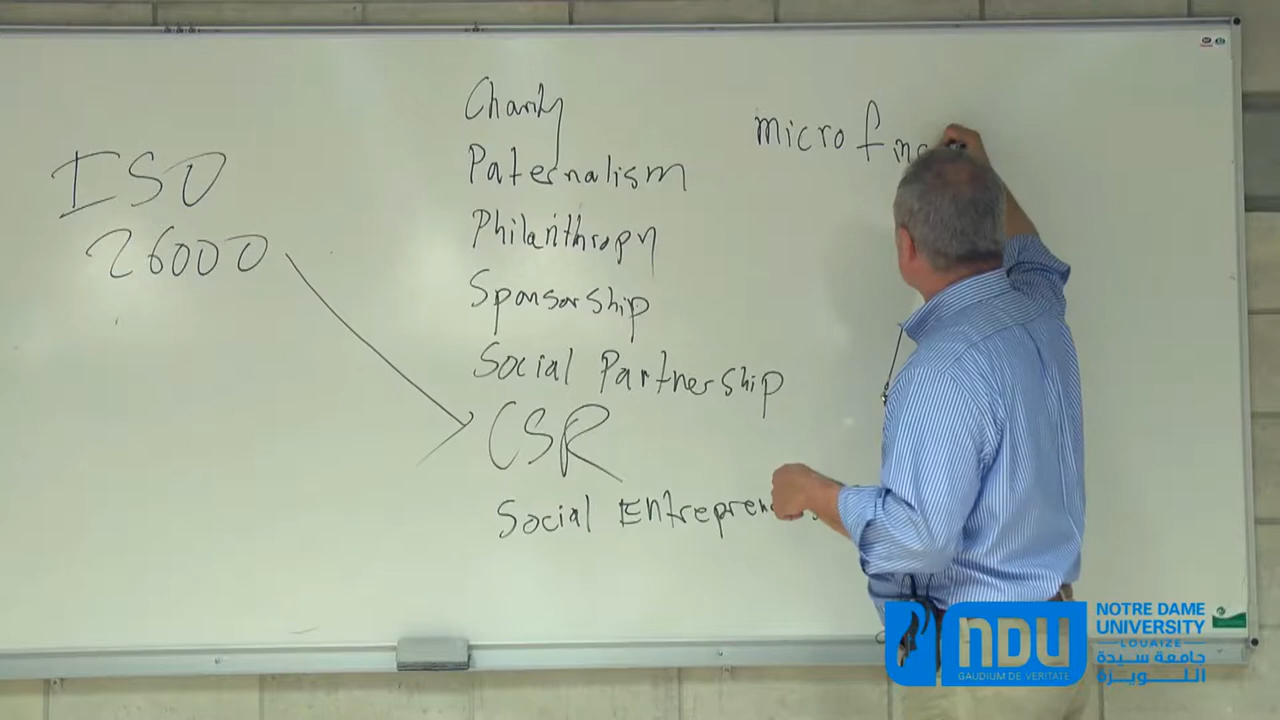 ISO
26000
Charity
Paternalism
Philanthropy
Sponsorship
Social Partnership
CSR
Social
microf
NOTRE DAME
UNIVERSITY
LOUAIZE
جامعة سيدة
اللويزة
NDU
GAUDIUM DE VERITATE